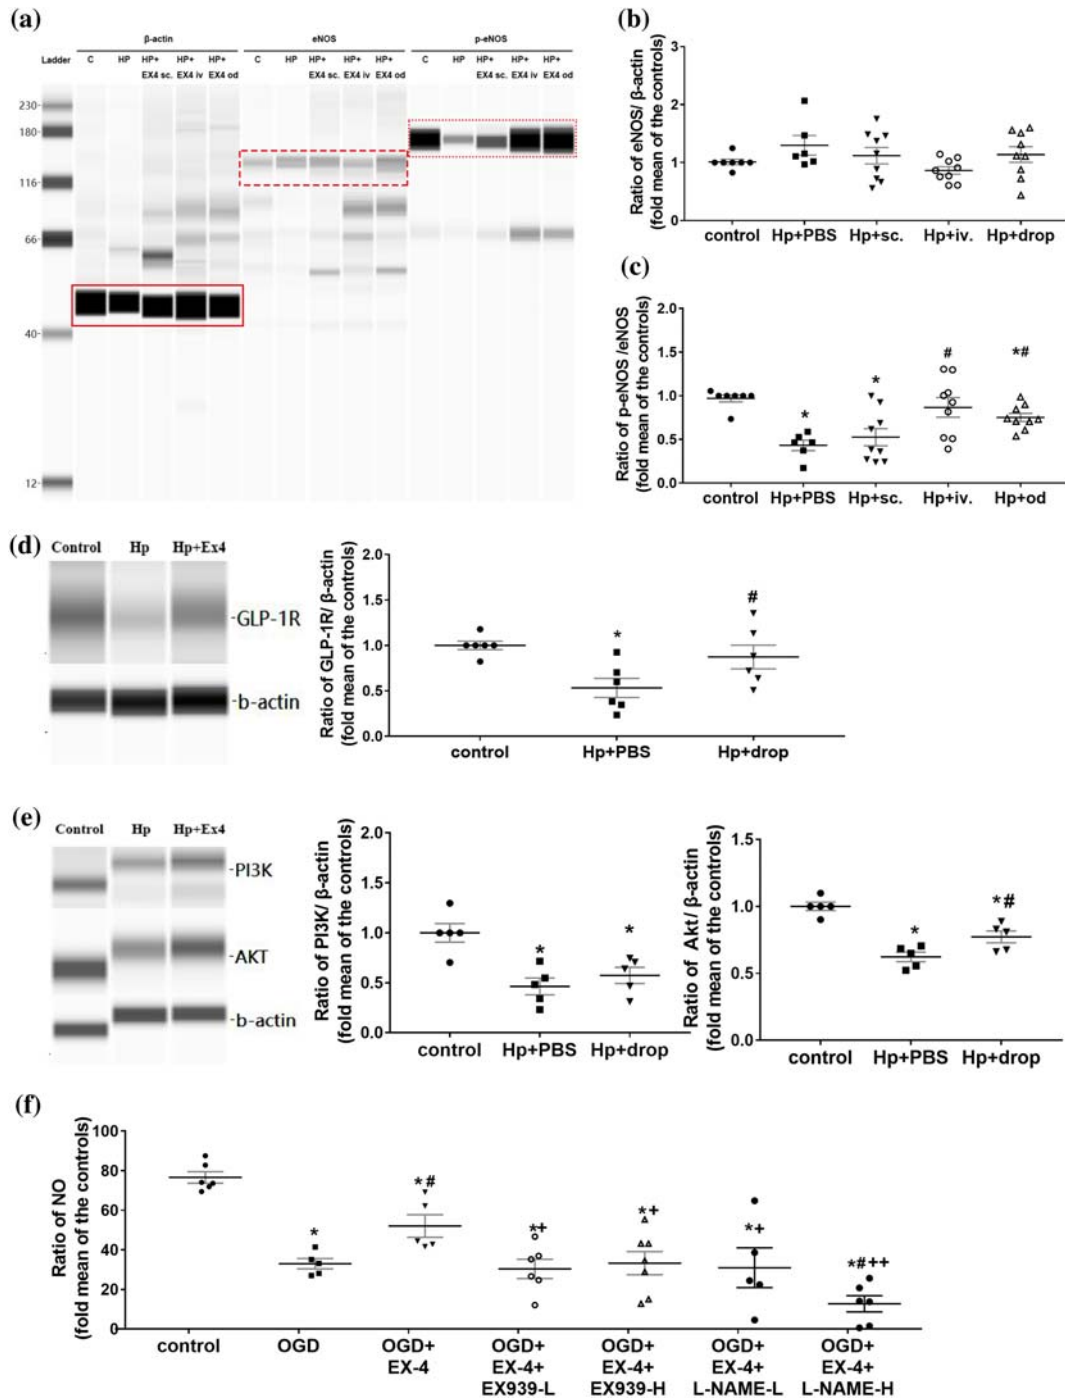 (a)
β-actin eNOS p-eNOS
Ladder C HP HP+ HP+ HP+ C HP HP+ HP+ HP+ C HP HP+ HP+ HP+
EX4 sc. EX4 iv EX4 od EX4 sc. EX4 iv EX4 od EX4 sc. EX4 iv EX4 od
230-
180-
116-
66-
40-
12-
(b)
Ratio of eNOS/ β-actin
(fold mean of the controls)
3
2
1
0
control Hp+PBS Hp+sc. Hp+iv. Hp+drop
(c)
Ratio of p-eNOS /eNOS
(fold mean of the controls)
2.0
1.5
1.0
0.5
0.0
* * # *#
control Hp+PBS Hp+sc. Hp+iv. Hp+od
(d)
Control Hp Hp+Ex4
-GLP-1R
-b-actin
Ratio of GLP-1R/ β-actin
(fold mean of the controls)
2.0
1.5
1.0
0.5
0.0
* #
control Hp+PBS Hp+drop
(e)
Control Hp Hp+Ex4
-PI3K
-AKT
-b-actin
Ratio of PI3K/ β-actin
(fold mean of the controls)
2.0
1.5
1.0
0.5
0.0
* *
control Hp+PBS Hp+drop
Ratio of Akt/ β-actin
(fold mean of the controls)
1.5
1.0
0.5
0.0
* *#
control Hp+PBS Hp+drop
(f)
Ratio of NO
(fold mean of the controls)
100
80
60
40
20
0
* *# *+ *+ *+ *#++
control OGD OGD+ OGD+ OGD+ OGD+ OGD+
EX-4 EX-4+ EX-4+ EX-4+ EX-4+
EX939-L EX939-H L-NAME-L L-NAME-H